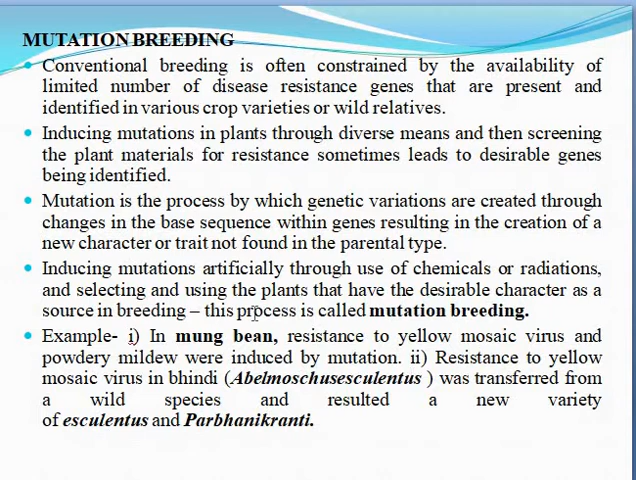 MUTATION BREEDING
Conventional breeding is often constrained by the availability of
limited number of disease resistance genes that are present and
identified in various crop varieties or wild relatives.
Inducing mutations in plants through diverse means and then screening
the plant materials for resistance sometimes leads to desirable genes
being identified.
Mutation is the process by which genetic variations are created through
changes in the base sequence within genes resulting in the creation of a
new character or trait not found in the parental type.
Inducing mutations artificially through use of chemicals or radiations,
and selecting and using the plants that have the desirable character as a
source in breeding – this process is called mutation breeding.
Example- i) In mung bean, resistance to yellow mosaic virus and
powdery mildew were induced by mutation. ii) Resistance to yellow
mosaic virus in bhindi (Abelmoschusesculentus ) was transferred from
a wild species and resulted a new variety
of esculentus and Parbhanikranti.